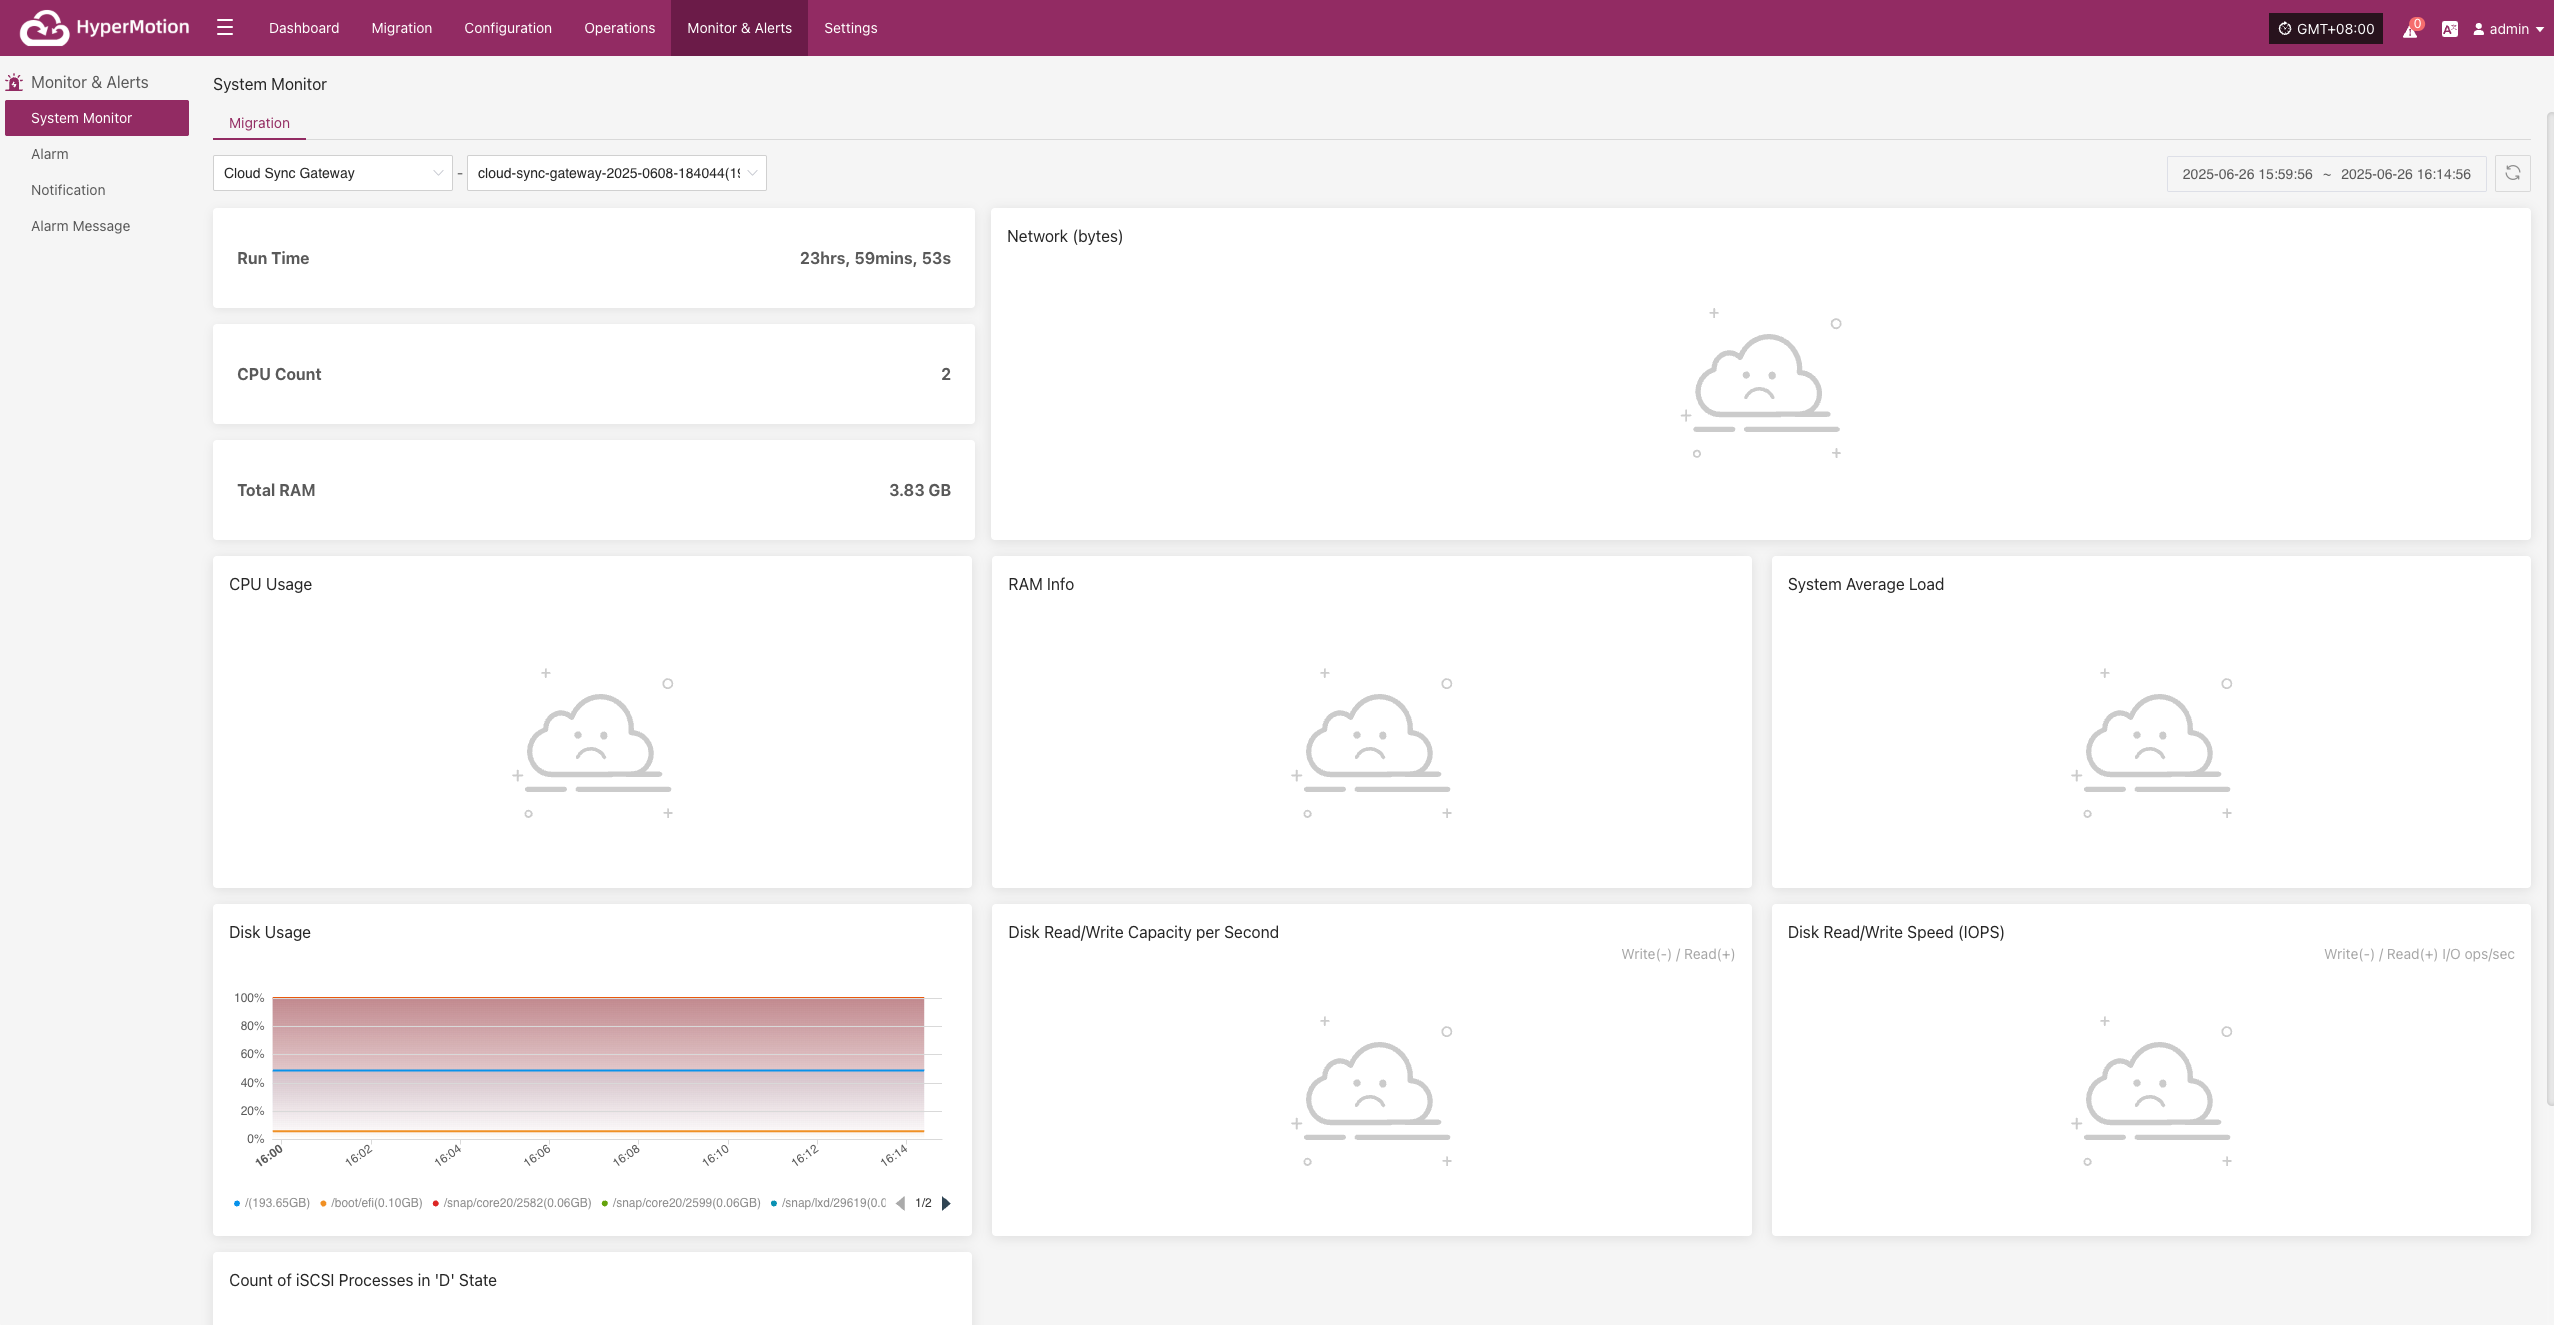 HyperMotion
Dashboard
Migration
Configuration
Operations
Monitor & Alerts
Settings
GMT+08:00
0
admin
Monitor & Alerts
System Monitor
Alarm
Notification
Alarm Message
System Monitor
Migration
Cloud Sync Gateway
-
cloud-sync-gateway-2025-0608-184044(19
2025-06-26 15:59:56 ~ 2025-06-26 16:14:56
Run Time
23hrs, 59mins, 53s
CPU Count
2
Total RAM
3.83 GB
Network (bytes)
CPU Usage
RAM Info
System Average Load
Disk Usage
100%
80%
60%
40%
20%
0%
16:00
16:02
16:04
16:06
16:08
16:10
16:12
16:14
/(193.65GB)
/boot/efi(0.10GB)
/snap/core20/2582(0.06GB)
/snap/core20/2599(0.06GB)
/snap/lxd/29619(0.0
1/2
Disk Read/Write Capacity per Second
Write(-) / Read(+)
Disk Read/Write Speed (IOPS)
Write(-) / Read(+) I/O ops/sec
Count of iSCSI Processes in 'D' State